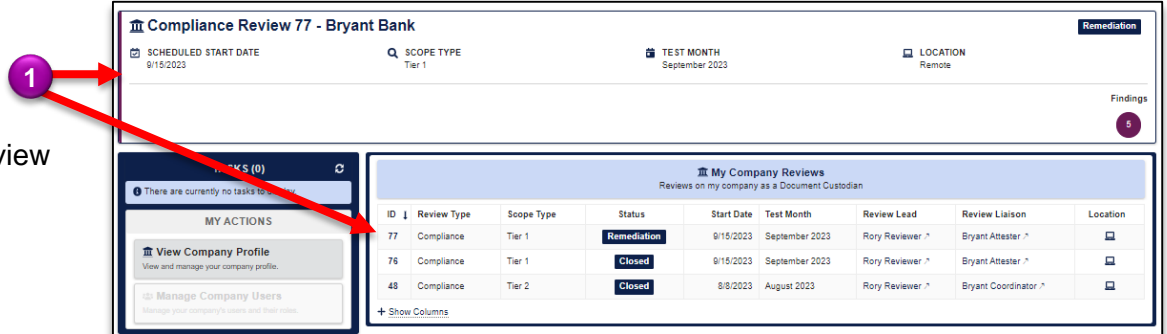 Compliance Review 77 - Bryant Bank
Remediation
SCHEDULED START DATE
9/15/2023
SCOPE TYPE
Tier 1
TEST MONTH
September 2023
LOCATION
Remote
1
Findings
5
view
(0)
There are currently no tasks to
MY ACTIONS
View Company Profile
View and manage your company profile.
Manage Company Users
Manage your company's users and their roles.
My Company Reviews
Reviews on my company as a Document Custodian
ID Review Type Scope Type Status Start Date Test Month Review Lead Review Liaison Location
77 Compliance Tier 1 Remediation 9/15/2023 September 2023 Rory Reviewer Bryant Attester
76 Compliance Tier 1 Closed 9/15/2023 September 2023 Rory Reviewer Bryant Attester
48 Compliance Tier 2 Closed 8/8/2023 August 2023 Rory Reviewer Bryant Coordinator
+ Show Columns